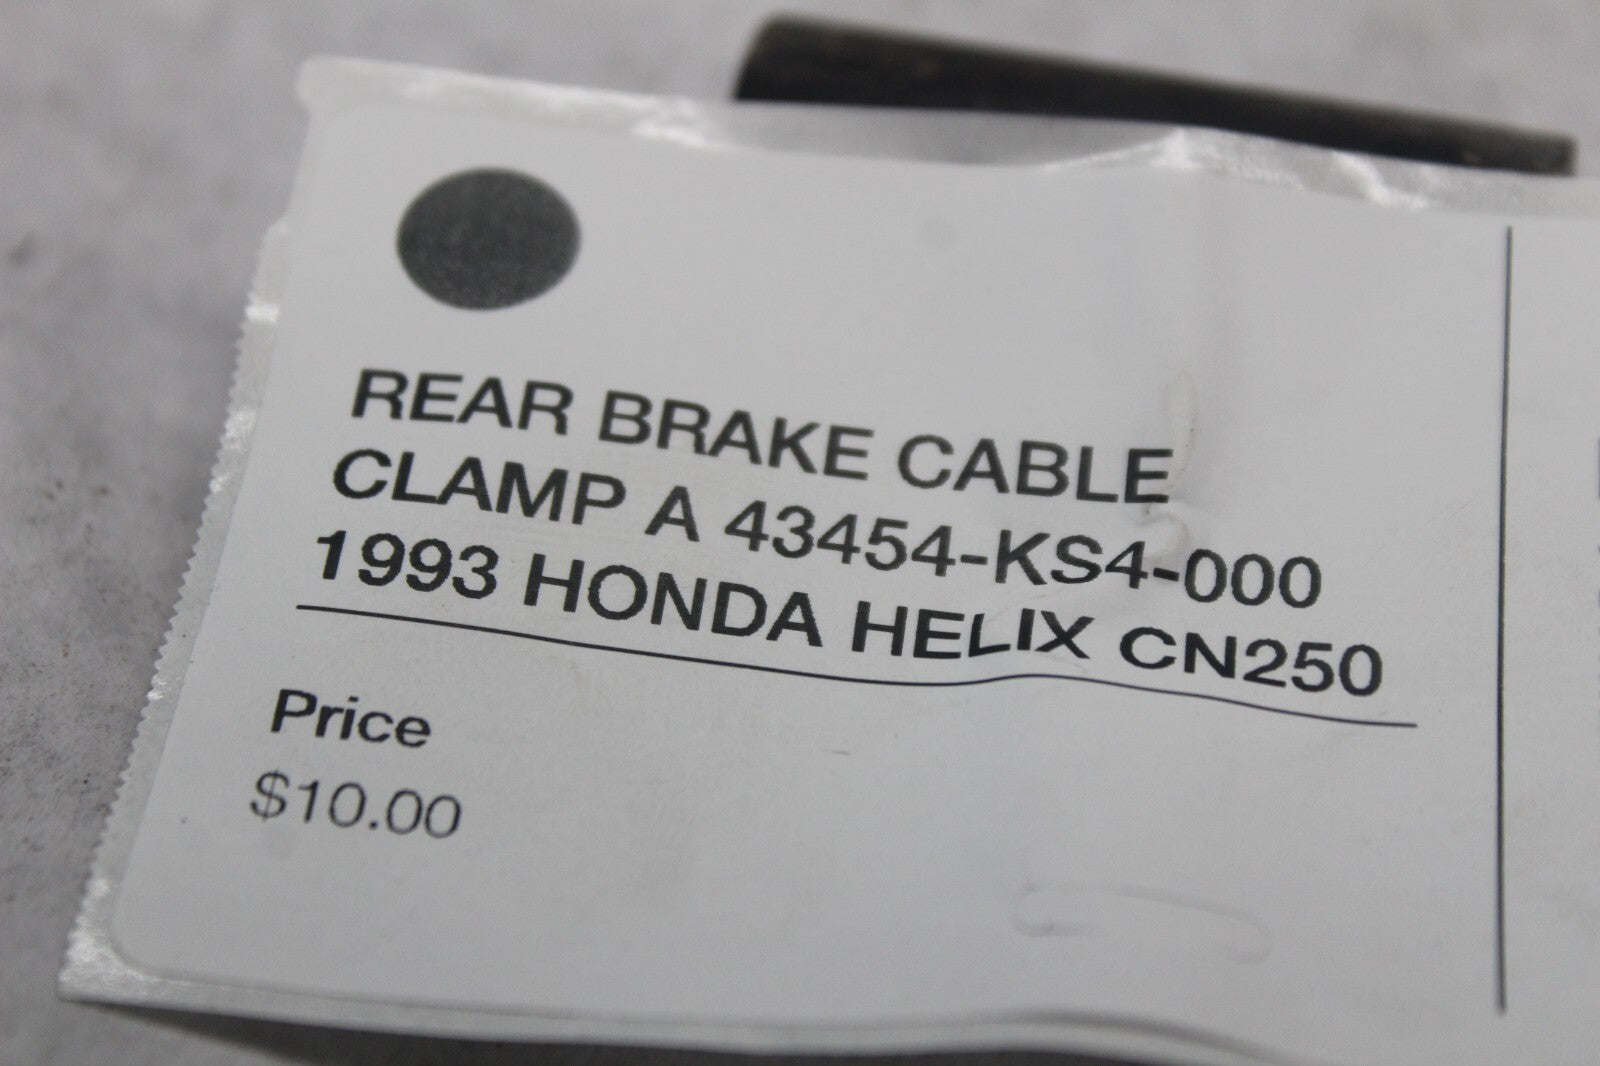 REAR BRAKE CABLE
CLAMP A 43454-KS4-000
1993 HONDA HELIX CN250
Price
$10.00